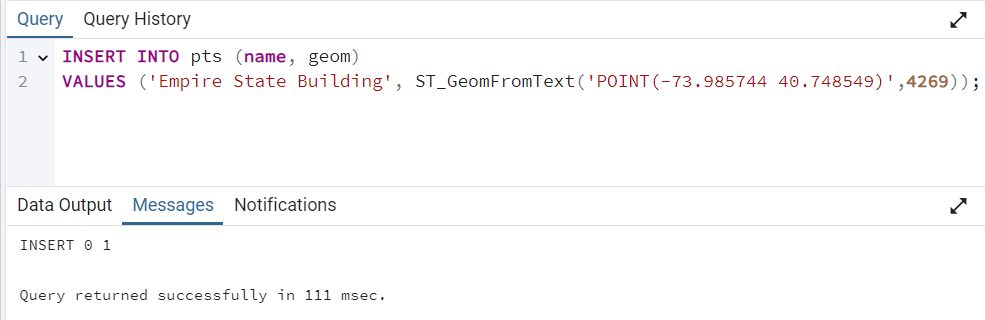 Query Query History
1 INSERT INTO pts (name, geom)
2 VALUES ('Empire State Building', ST_GeomFromText('POINT(-73.985744 40.748549)',4269));
Data Output Messages Notifications
INSERT 0 1
Query returned successfully in 111 msec.